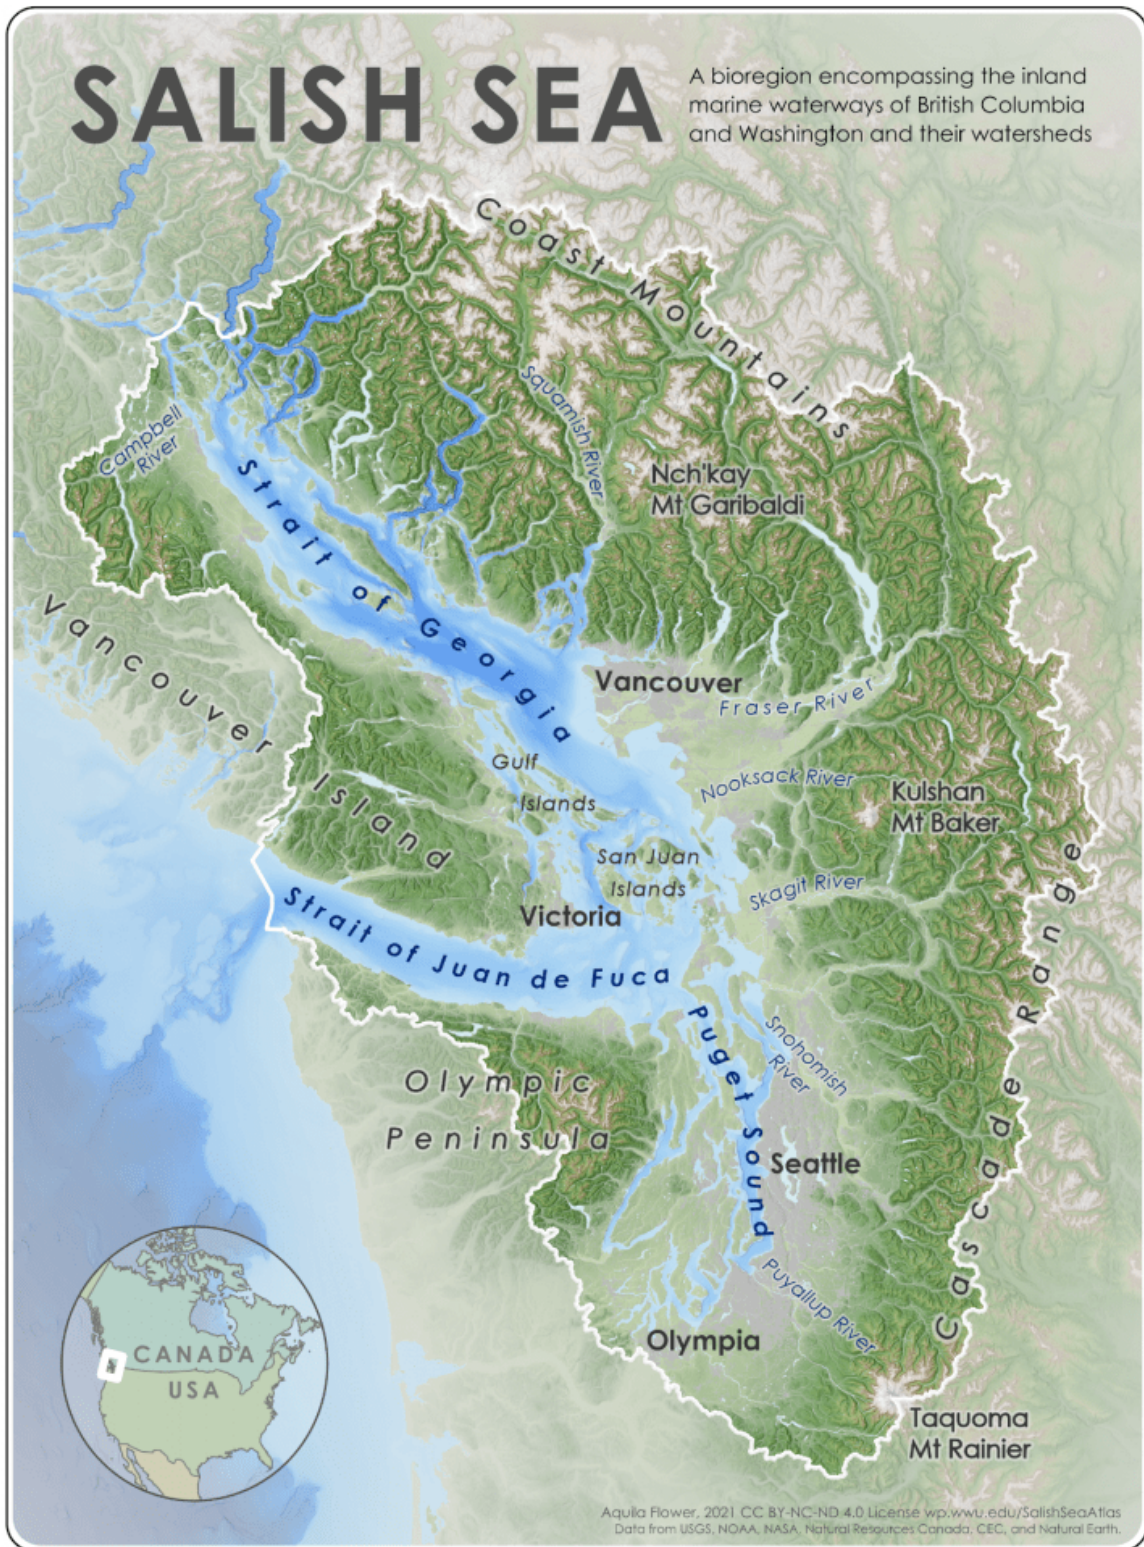 SALISH SEA
A bioregion encompassing the inland
marine waterways of British Columbia
and Washington and their watersheds
Coast Mountains
Squamish River
Campbell
River
Nch'kay
Mt Garibaldi
Strait of Georgia
Vancouver Island
Vancouver
Fraser River
Gulf
Islands
Nooksack River
Kulshan
Mt Baker
San Juan
Islands
Skagit River
Victoria
Strait of Juan de Fuca
Cascade Range
Puget Sound
Snohomish
River
Olympic
Peninsula
Seattle
Puyallup River
Olympia
CANADA
USA
Taquoma
Mt Rainier
Aquila Flower, 2021 CC BY-NC-ND 4.0 License wp.wwu.edu/SalishSeaAtlas
Data from USGS, NOAA, NASA, Natural Resources Canada, CEC, and Natural Earth.